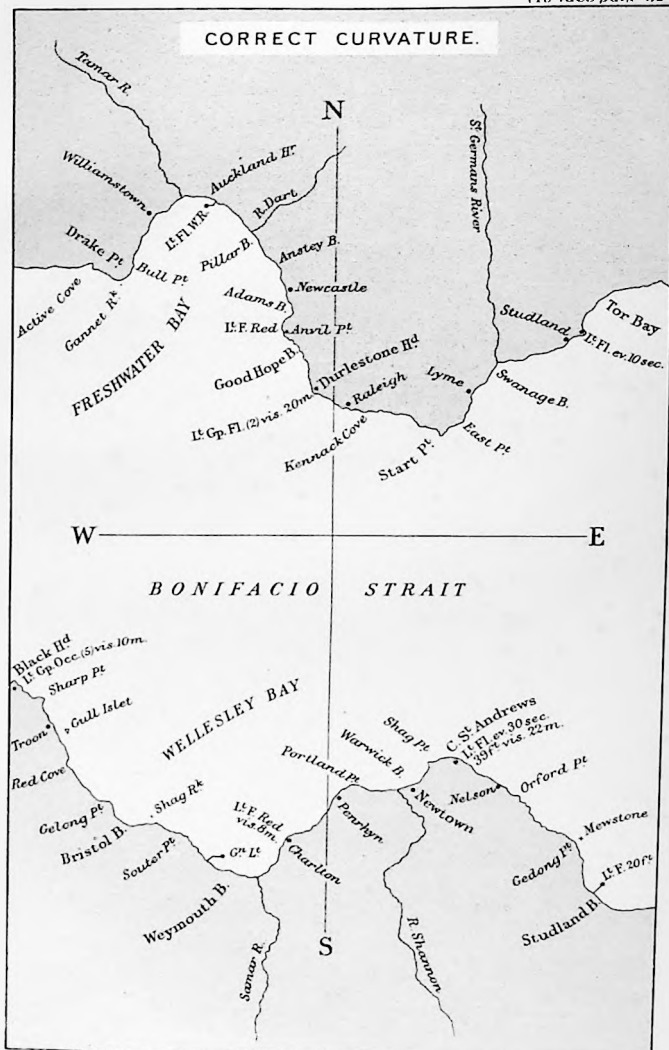 CORRECT CURVATURE.
Tamar R.
N
St Germans River
Williamstown
Auckland Hr
Lt. Fl. W.R.
R. Dart
Drake Pt
Bull Pt
Pillar B.
Anstey B.
Active Cove
Gannet Rk
Adams B.
Newcastle
Tor Bay
FRESHWATER BAY
Lt. F. Red
Anvil Pt
Studland
Lt. Fl. ev. 10 sec.
Good Hope B.
Durlestone Hd
Lyme
Swanage B.
Lt. Gp. Fl. (2) vis. 20m.
Raleigh
Kennack Cove
Start Pt
East Pt
W
E
BONIFACIO STRAIT
Black Hd
Lt. Gp. Occ. (5) vis. 10m.
Sharp Pt
Gull Islet
Troon
WELLESLEY BAY
Shag Pt
C. St Andrews
Lt. Fl. ev. 30 sec.
39ft vis. 22 m.
Red Cove
Portland Pt
Warwick B.
Nelson
Orford Pt
Gelong Pt
Shag Rk
Lt. F. Red
vis. 8m.
Newtown
Penrhyn
Mewstone
Bristol B.
Souter Pt
Gn Lt
Charlton
Gedong Pt
Lt. F. 20ft
Weymouth B.
Studland B.
S
Samar R.
R. Shannon